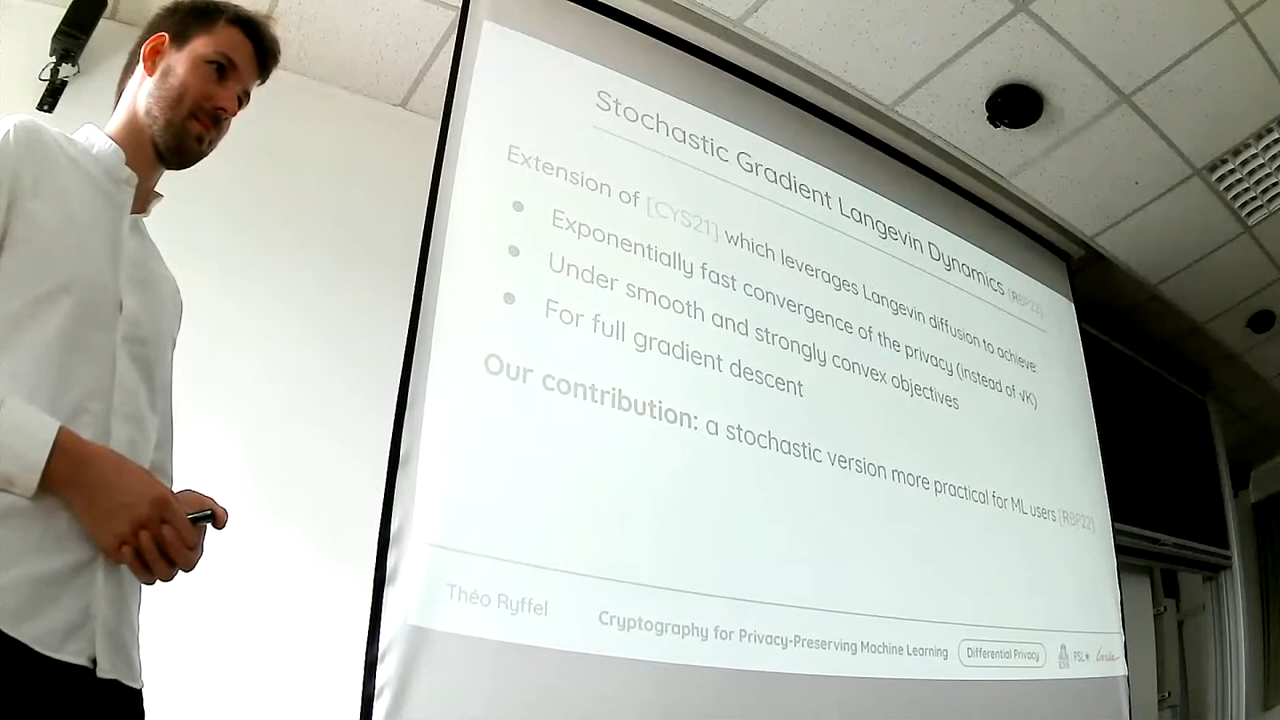 Stochastic Gradient Langevin Dynamics [RBP22]
Extension of [CYS21] which leverages Langevin diffusion to achieve:
● Exponentially fast convergence of the privacy (instead of √K)
● Under smooth and strongly convex objectives
● For full gradient descent
Our contribution: a stochastic version more practical for ML users [RBP22]
Théo Ryffel
Cryptography for Privacy-Preserving Machine Learning
Differential Privacy
PSL★
Inria